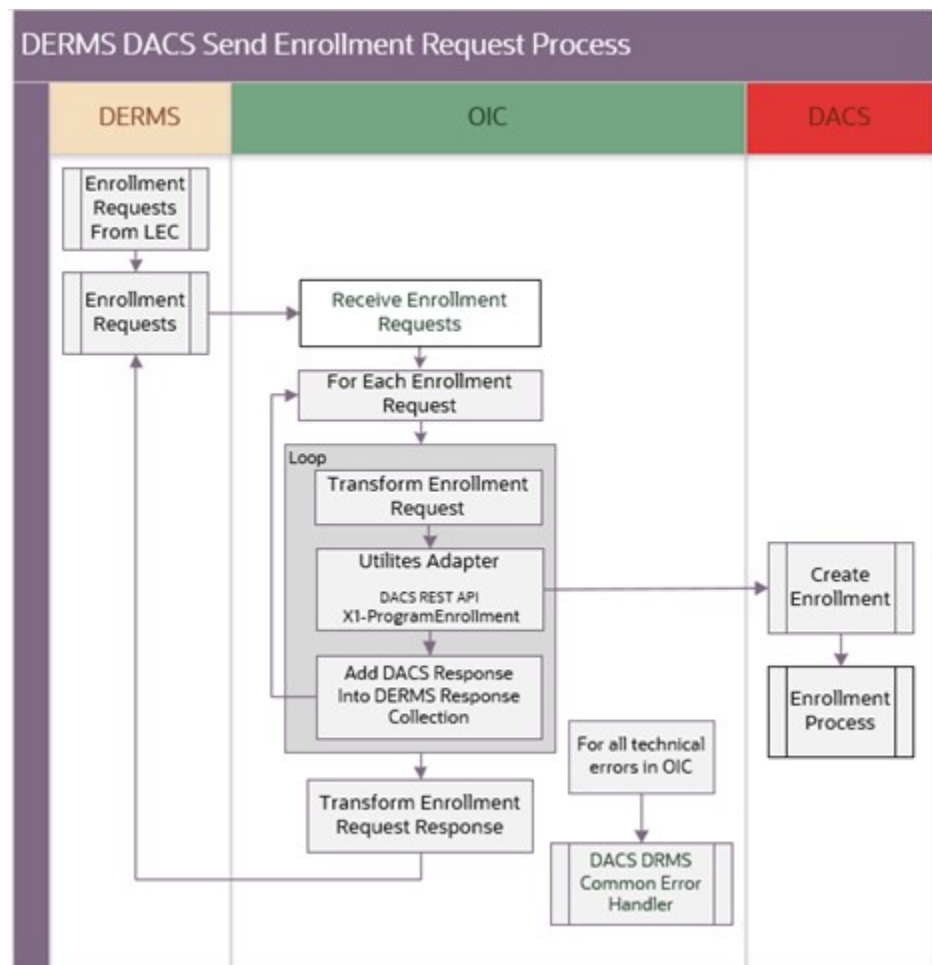 DERMS DACS Send Enrollment Request Process
DERMS
OIC
DACS
Enrollment
Requests
From LEC
Enrollment
Requests
Receive Enrollment
Requests
For Each Enrollment
Request
Loop
Transform Enrollment
Request
Utilites Adapter
DACS REST API
X1-ProgramEnrollment
Add DACS Response
Into DERMS Response
Collection
Create
Enrollment
Enrollment
Process
For all technical
errors in OIC
Transform Enrollment
Request Response
DACS DRMS
Common Error
Handler